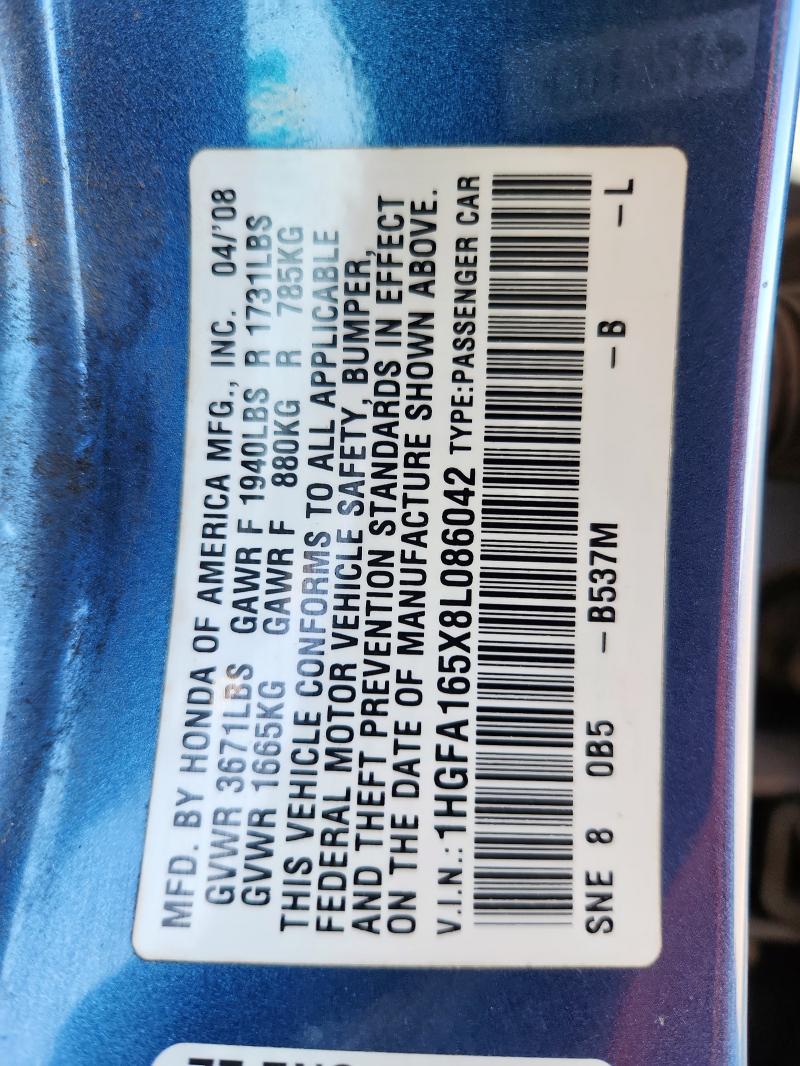 MFD. BY HONDA OF AMERICA MFG., INC. 04/'08
GVWR 3671LBS GAWR F 1940LBS R 1731LBS
GVWR 1665KG GAWR F 880KG R 785KG
THIS VEHICLE CONFORMS TO ALL APPLICABLE
FEDERAL MOTOR VEHICLE SAFETY, BUMPER,
AND THEFT PREVENTION STANDARDS IN EFFECT
ON THE DATE OF MANUFACTURE SHOWN ABOVE.
V.I.N.: 1HGFA165X8L086042 TYPE:PASSENGER CAR
SNE 8 0B5 -B537M -B -L